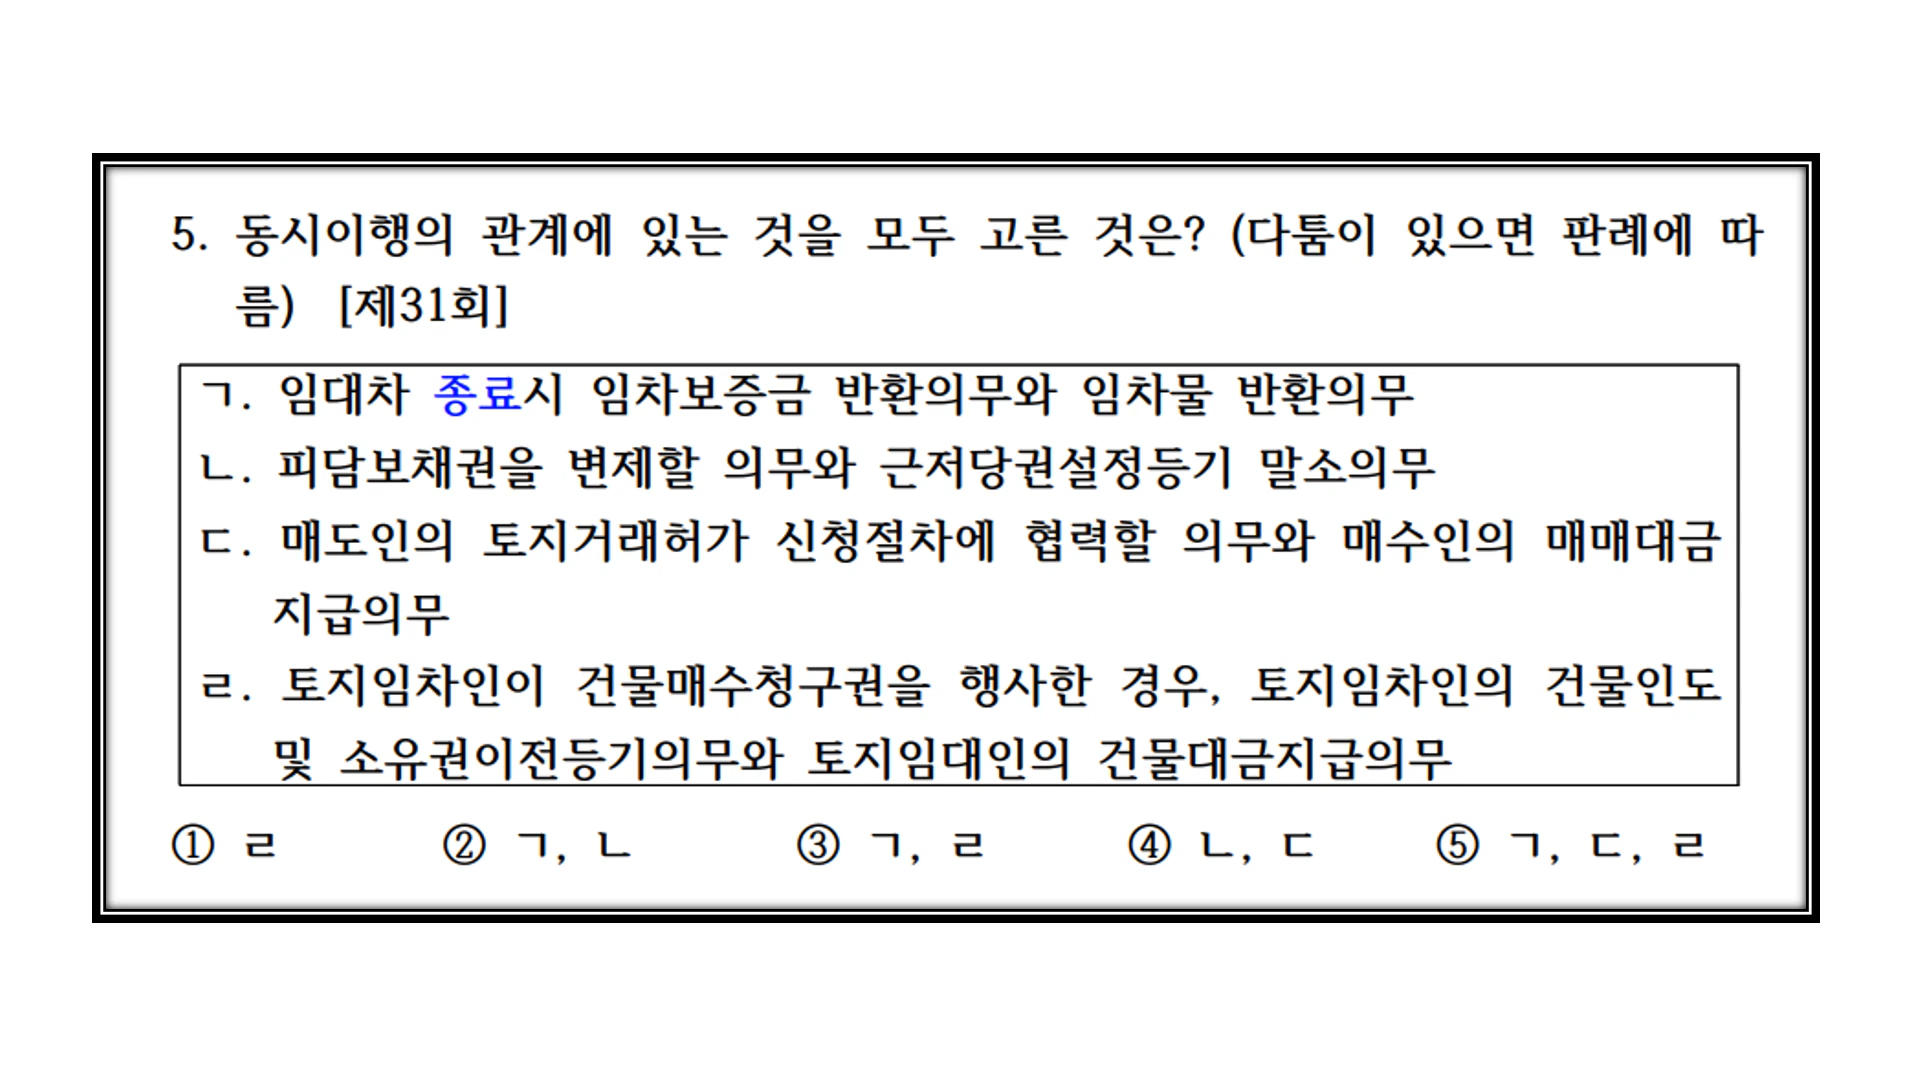 5. 동시이행의 관계에 있는 것을 모두 고른 것은? (다툼이 있으면 판례에 따
름) [제31회]
ㄱ. 임대차 종료시 임차보증금 반환의무와 임차물 반환의무
ㄴ. 피담보채권을 변제할 의무와 근저당권설정등기 말소의무
ㄷ. 매도인의 토지거래허가 신청절차에 협력할 의무와 매수인의 매매대금
지급의무
ㄹ. 토지임차인이 건물매수청구권을 행사한 경우, 토지임차인의 건물인도
및 소유권이전등기의무와 토지임대인의 건물대금지급의무
① ㄹ ② ㄱ, ㄴ ③ ㄱ, ㄹ ④ ㄴ, ㄷ ⑤ ㄱ, ㄷ, ㄹ